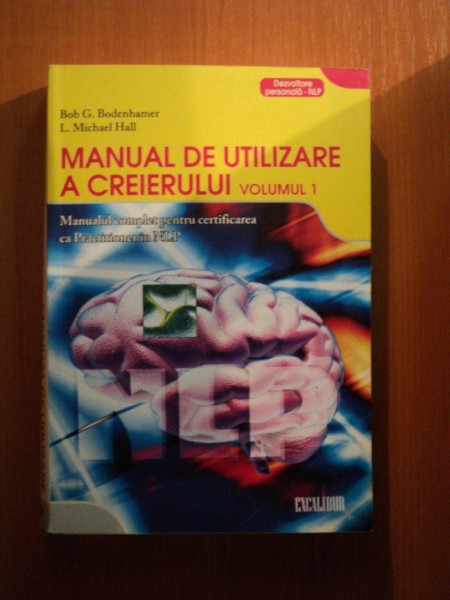 Dezvoltare
personală - NLP
Bob G. Bodenhamer
L. Michael Hall
MANUAL DE UTILIZARE
A CREIERULUI VOLUMUL 1
Manualul complet pentru certificarea
ca Practitioner în NLP
NLP
EXCALIBUR